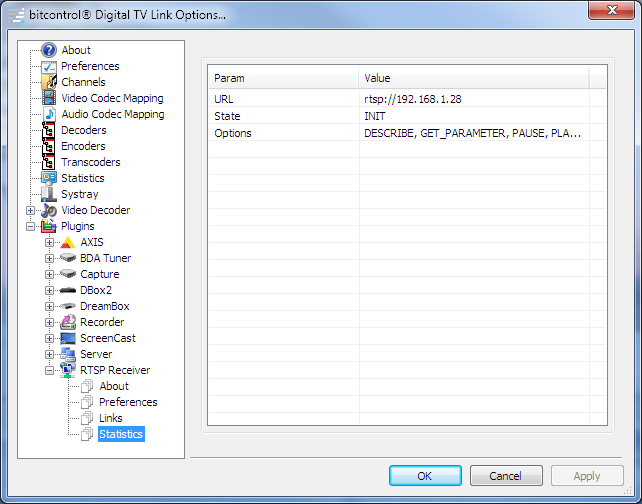 bitcontrol® Digital TV Link Options...
About
Preferences
Channels
Video Codec Mapping
Audio Codec Mapping
Decoders
Encoders
Transcoders
Statistics
Systray
Video Decoder
Plugins
AXIS
BDA Tuner
Capture
DBox2
DreamBox
Recorder
ScreenCast
Server
RTSP Receiver
About
Preferences
Links
Statistics
Param Value
URL rtsp://192.168.1.28
State INIT
Options DESCRIBE, GET_PARAMETER, PAUSE, PLA...
OK Cancel Apply